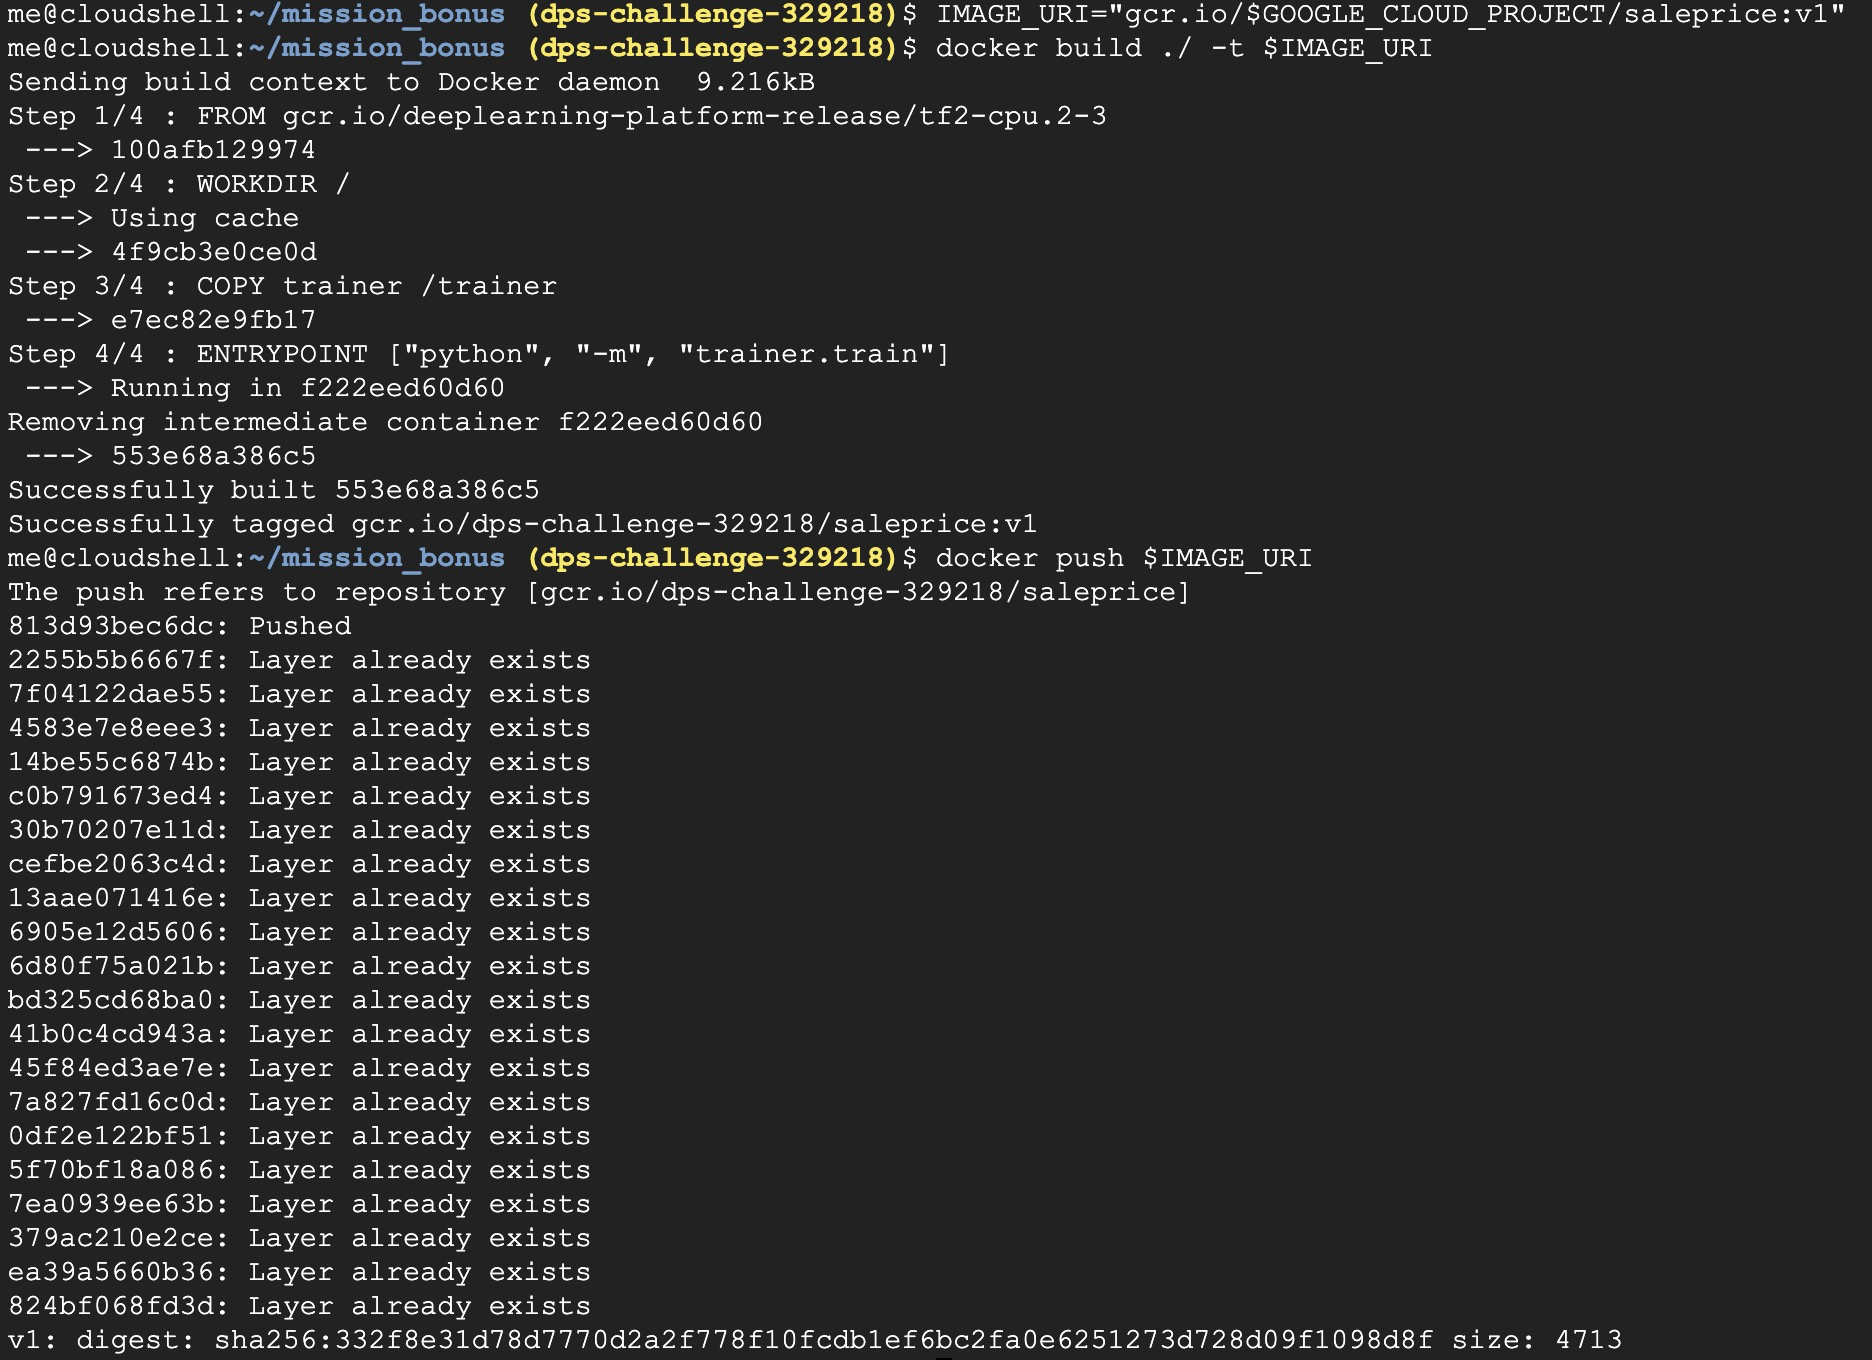 me@cloudshell:~/mission_bonus (dps-challenge-329218)$ IMAGE_URI="gcr.io/$GOOGLE_CLOUD_PROJECT/saleprice:v1"
me@cloudshell:~/mission_bonus (dps-challenge-329218)$ docker build ./ -t $IMAGE_URI
Sending build context to Docker daemon  9.216kB
Step 1/4 : FROM gcr.io/deeplearning-platform-release/tf2-cpu.2-3
 ---> 100afb129974
Step 2/4 : WORKDIR /
 ---> Using cache
 ---> 4f9cb3e0ce0d
Step 3/4 : COPY trainer /trainer
 ---> e7ec82e9fb17
Step 4/4 : ENTRYPOINT ["python", "-m", "trainer.train"]
 ---> Running in f222eed60d60
Removing intermediate container f222eed60d60
 ---> 553e68a386c5
Successfully built 553e68a386c5
Successfully tagged gcr.io/dps-challenge-329218/saleprice:v1
me@cloudshell:~/mission_bonus (dps-challenge-329218)$ docker push $IMAGE_URI
The push refers to repository [gcr.io/dps-challenge-329218/saleprice]
813d93bec6dc: Pushed
2255b5b6667f: Layer already exists
7f04122dae55: Layer already exists
4583e7e8eee3: Layer already exists
14be55c6874b: Layer already exists
c0b791673ed4: Layer already exists
30b70207e11d: Layer already exists
cefbe2063c4d: Layer already exists
13aae071416e: Layer already exists
6905e12d5606: Layer already exists
6d80f75a021b: Layer already exists
bd325cd68ba0: Layer already exists
41b0c4cd943a: Layer already exists
45f84ed3ae7e: Layer already exists
7a827fd16c0d: Layer already exists
0df2e122bf51: Layer already exists
5f70bf18a086: Layer already exists
7ea0939ee63b: Layer already exists
379ac210e2ce: Layer already exists
ea39a5660b36: Layer already exists
824bf068fd3d: Layer already exists
v1: digest: sha256:332f8e31d78d7770d2a2f778f10fcdb1ef6bc2fa0e6251273d728d09f1098d8f size: 4713